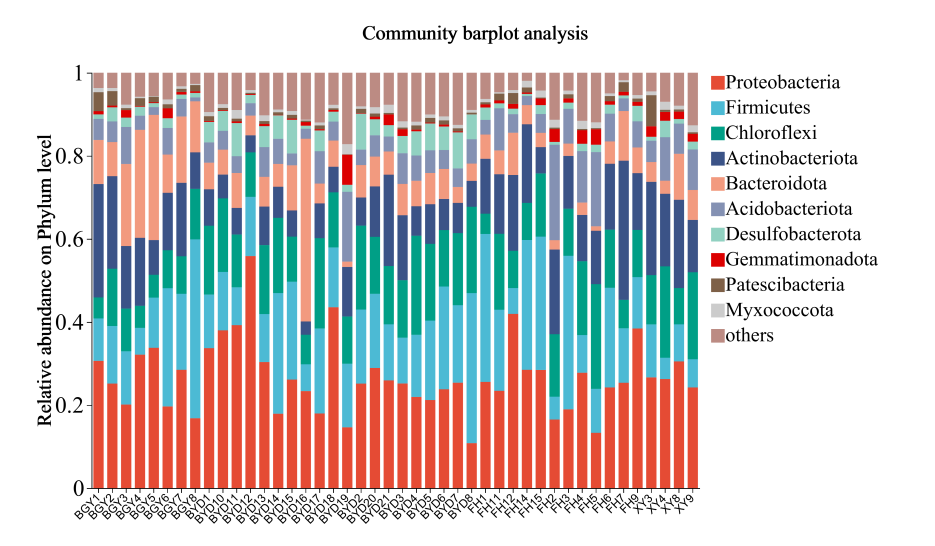 Community barplot analysis
Relative abundance on Phylum level
1
0.8
0.6
0.4
0.2
0
BGY1
BGY2
BGY3
BGY4
BGY5
BGY6
BGY7
BGY8
BYD1
BYD10
BYD11
BYD12
BYD13
BYD14
BYD15
BYD16
BYD17
BYD18
BYD19
BYD2
BYD20
BYD21
BYD3
BYD4
BYD5
BYD6
BYD7
BYD8
FH1
FH11
FH12
FH14
FH15
FH2
FH3
FH4
FH5
FH6
FH7
FH9
XY3
XY4
XY8
XY9
Proteobacteria
Firmicutes
Chloroflexi
Actinobacteriota
Bacteroidota
Acidobacteriota
Desulfobacterota
Gemmatimonadota
Patescibacteria
Myxococcota
others